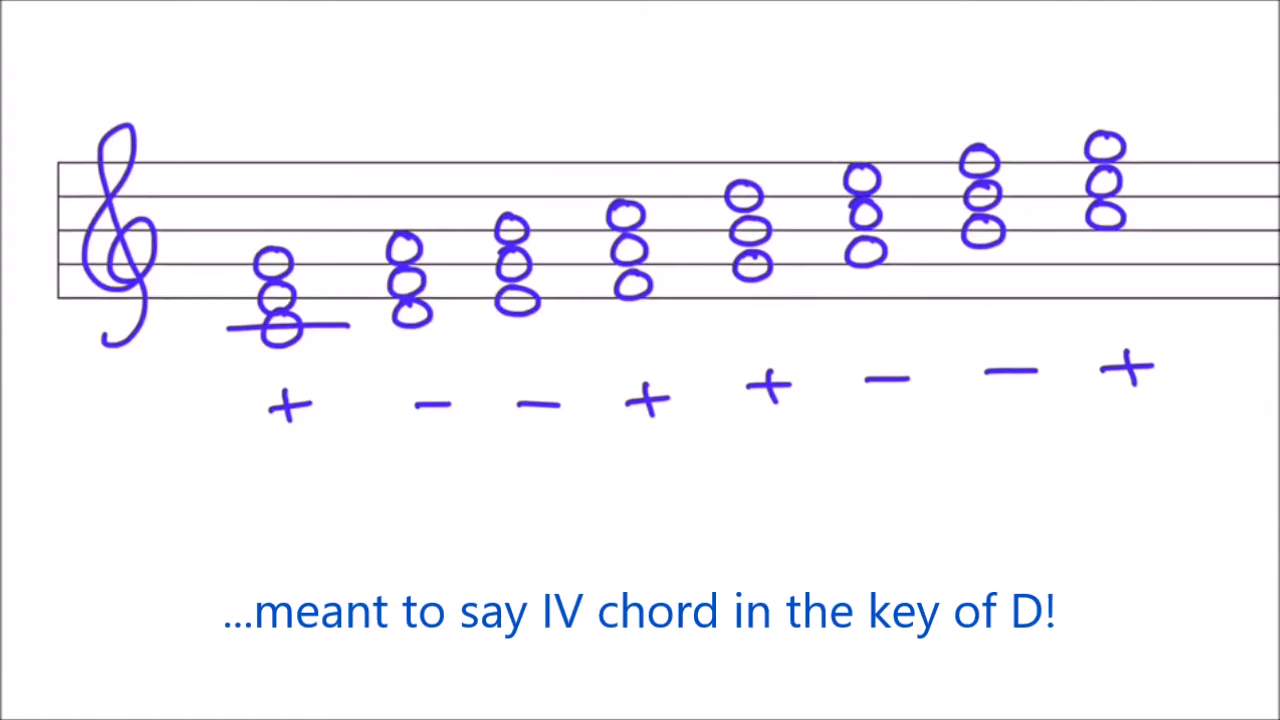 + - - + + - - +
...meant to say IV chord in the key of D!